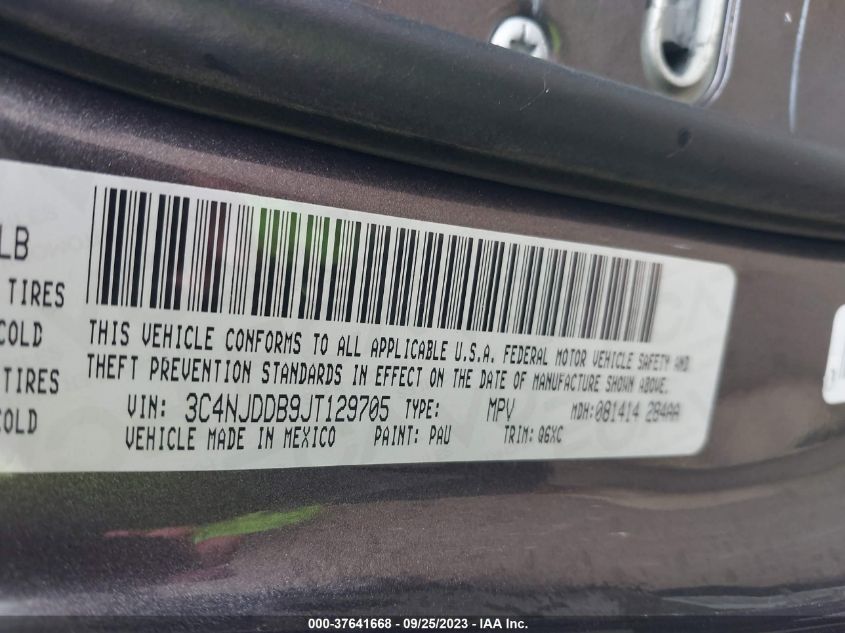 LB
TIRES
COLD
TIRES
COLD
THIS VEHICLE CONFORMS TO ALL APPLICABLE U.S.A. FEDERAL MOTOR VEHICLE SAFETY AND
THEFT PREVENTION STANDARDS IN EFFECT ON THE DATE OF MANUFACTURE SHOWN ABOVE.
VIN: 3C4NJDDB9JT129705 TYPE: MPV MDH:081414 284AA
VEHICLE MADE IN MEXICO PAINT: PAU TRIM: Q6XC
000-37641668 - 09/25/2023 - IAA Inc.